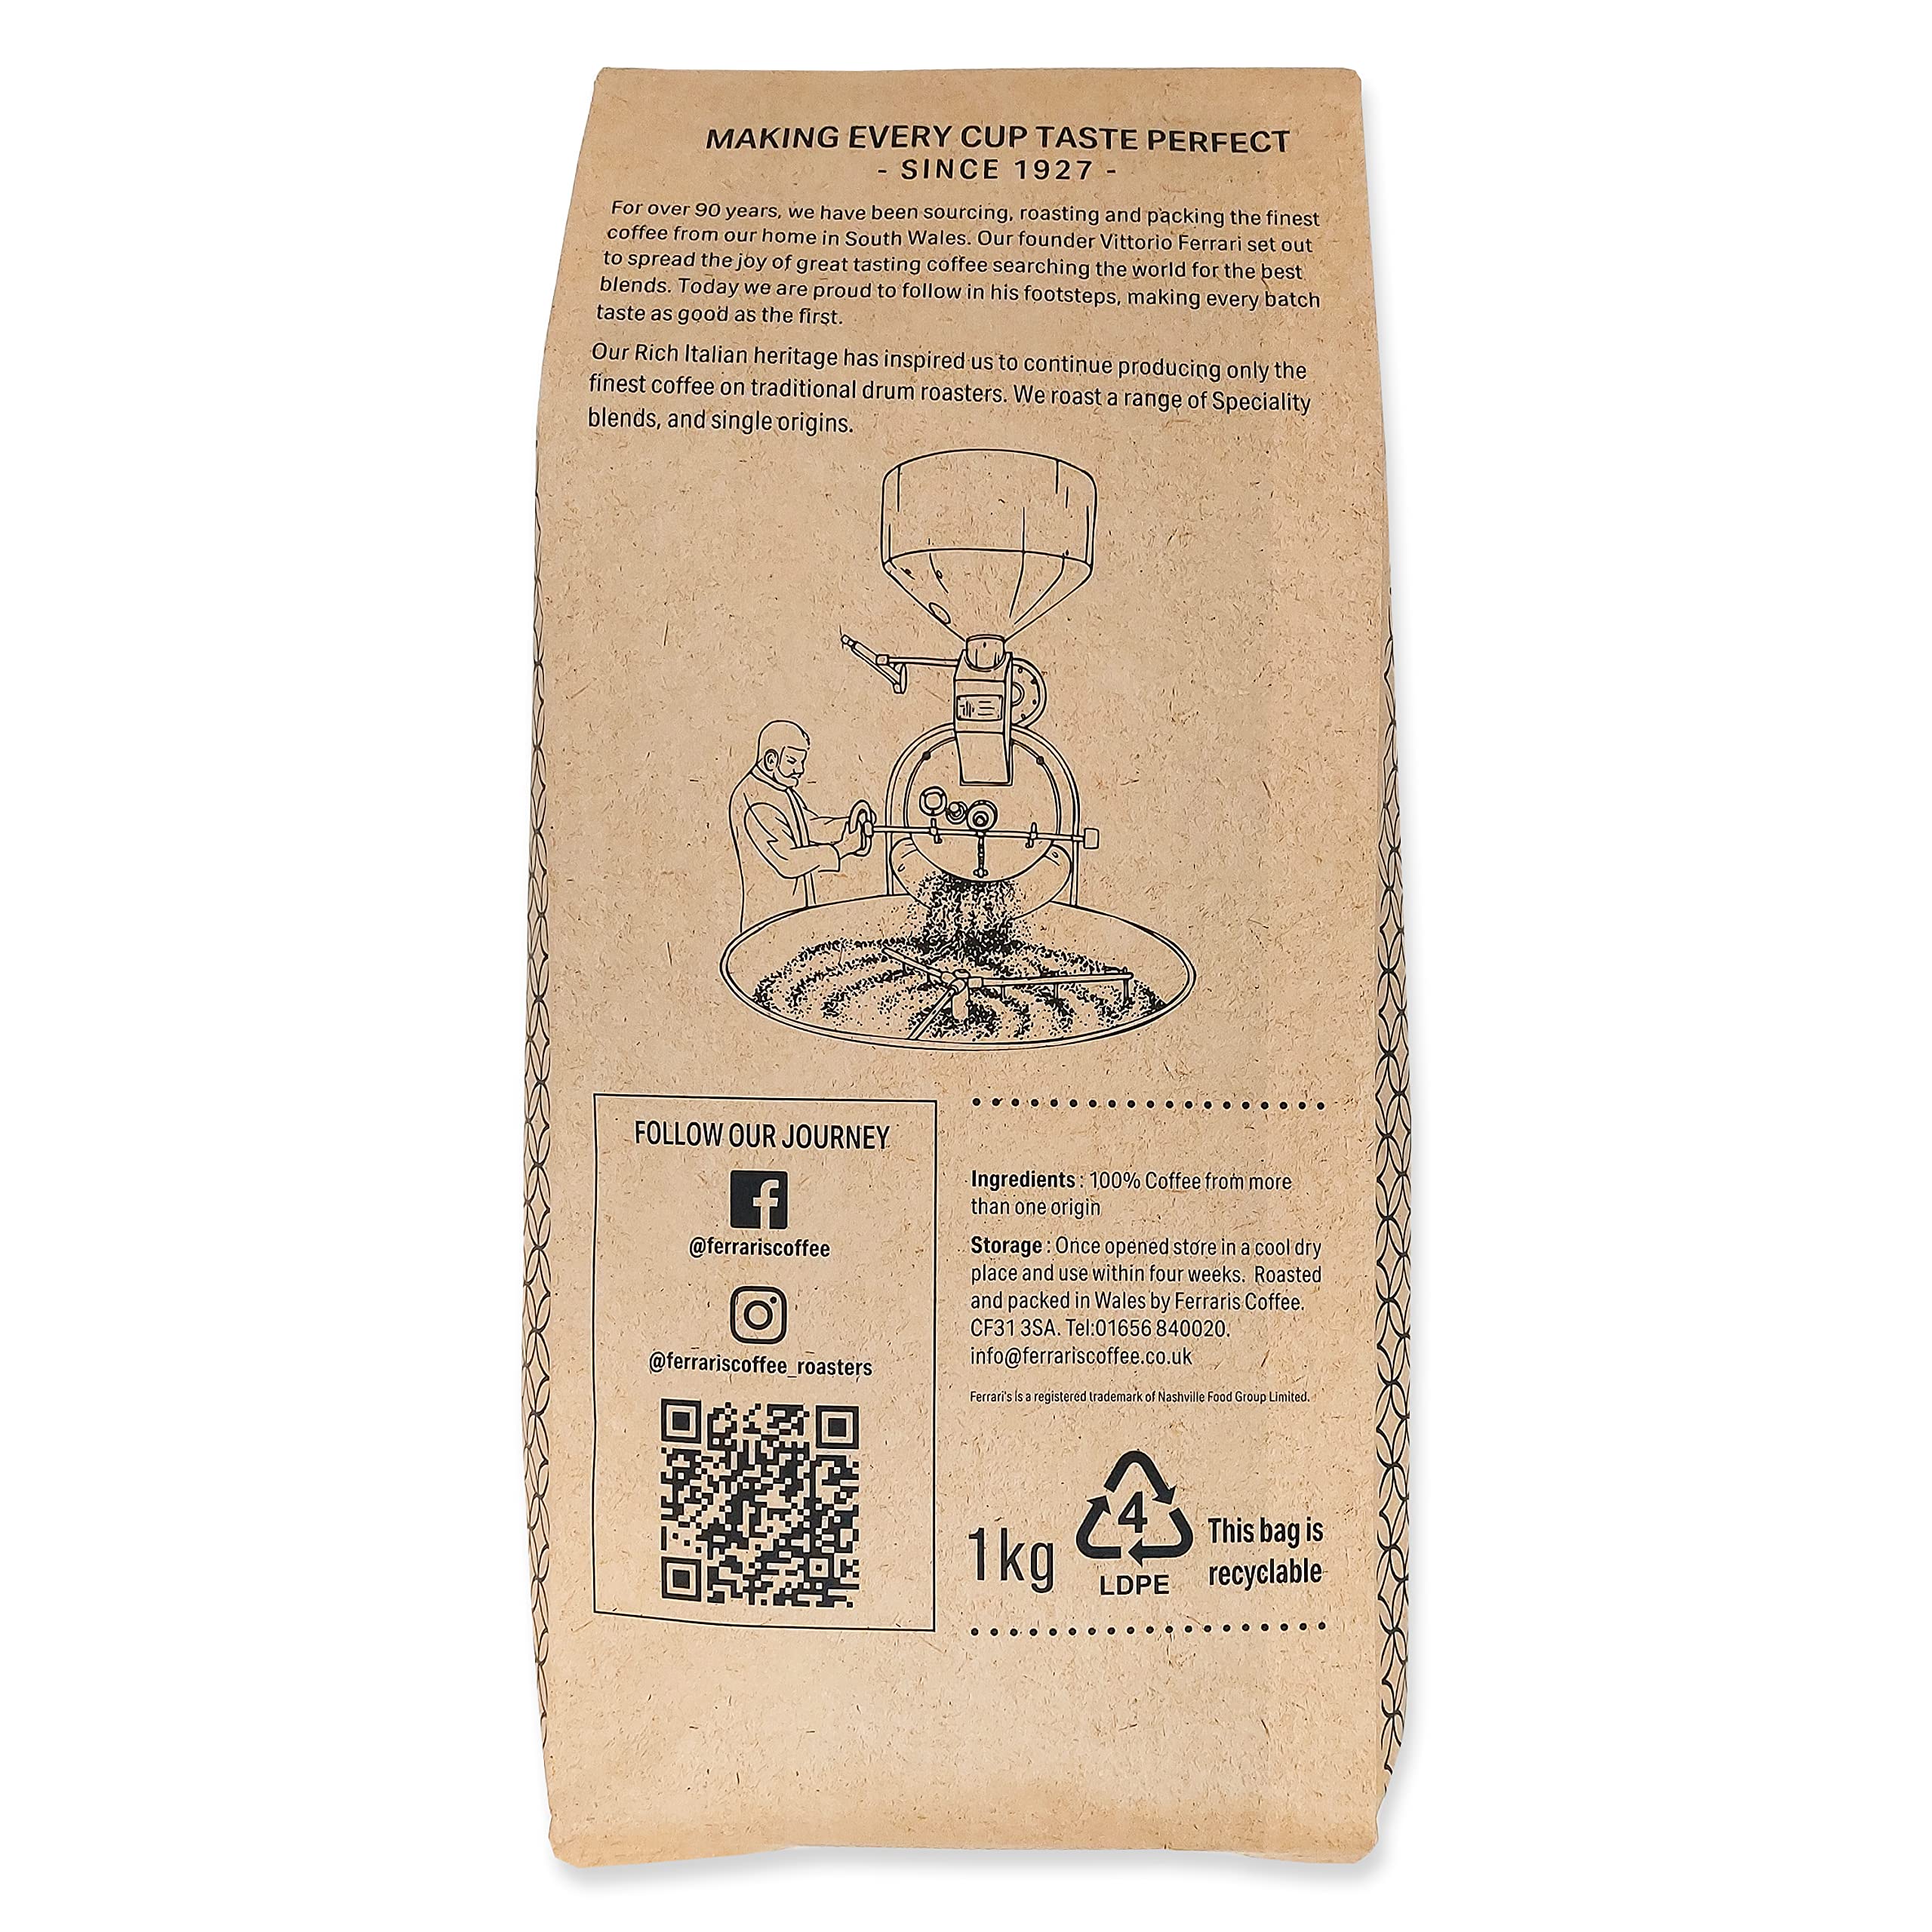 MAKING EVERY CUP TASTE PERFECT
- SINCE 1927 -
For over 90 years, we have been sourcing, roasting and packing the finest
coffee from our home in South Wales. Our founder Vittorio Ferrari set out
to spread the joy of great tasting coffee searching the world for the best
blends. Today we are proud to follow in his footsteps, making every batch
taste as good as the first.
Our Rich Italian heritage has inspired us to continue producing only the
finest coffee on traditional drum roasters. We roast a range of Speciality
blends, and single origins.
FOLLOW OUR JOURNEY
@ferrariscoffee
@ferrariscoffee_roasters
Ingredients : 100% Coffee from more
than one origin
Storage : Once opened store in a cool dry
place and use within four weeks. Roasted
and packed in Wales by Ferraris Coffee.
CF31 3SA. Tel:01656 840020.
info@ferrariscoffee.co.uk
Ferrari's is a registered trademark of Nashville Food Group Limited.
1kg
4
LDPE
This bag is
recyclable